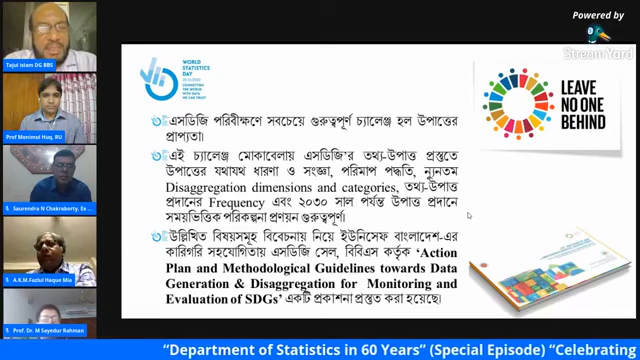 Powered by
StreamYard
Tajul islam DG BBS
Prof Monimul Huq, RU
Saurendra N Chakraborty, Ex
A.R.M.Fazlul Haque Mia
Prof. Dr. M Sayedur Rahman
WORLD
STATISTICS
DAY
20.10.2020
CONNECTING
THE WORLD
WITH DATA
WE CAN TRUST
LEAVE
NO ONE
BEHIND
এসডিজি পরিবীক্ষণে সবচেয়ে গুরুত্বপূর্ণ চ্যালেঞ্জ হল উপাত্তের
প্রাপ্যতা।
এই চ্যালেঞ্জ মোকাবেলায় এসডিজি'র তথ্য-উপাত্ত প্রস্তুতে
উপাত্তের যথাযথ ধারণা ও সংজ্ঞা, পরিমাপ পদ্ধতি, ন্যূনতম
Disaggregation dimensions and categories, তথ্য-উপাত্ত
প্রদানের Frequency এবং ২০৩০ সাল পর্যন্ত উপাত্ত প্রদানে
সময়ভিত্তিক পরিকল্পনা প্রণয়ন গুরুত্বপূর্ণ।
উল্লিখিত বিষয়সমূহ বিবেচনায় নিয়ে ইউনিসেফ বাংলাদেশ-এর
কারিগরি সহযোগিতায় এসডিজি সেল, বিবিএস কর্তৃক ‘Action
Plan and Methodological Guidelines towards Data
Generation & Disaggregation for Monitoring and
Evaluation of SDGs’ একটি প্রকাশনা প্রস্তুত করা হয়েছে।
“Department of Statistics in 60 Years” (Special Episode) “Celebrating